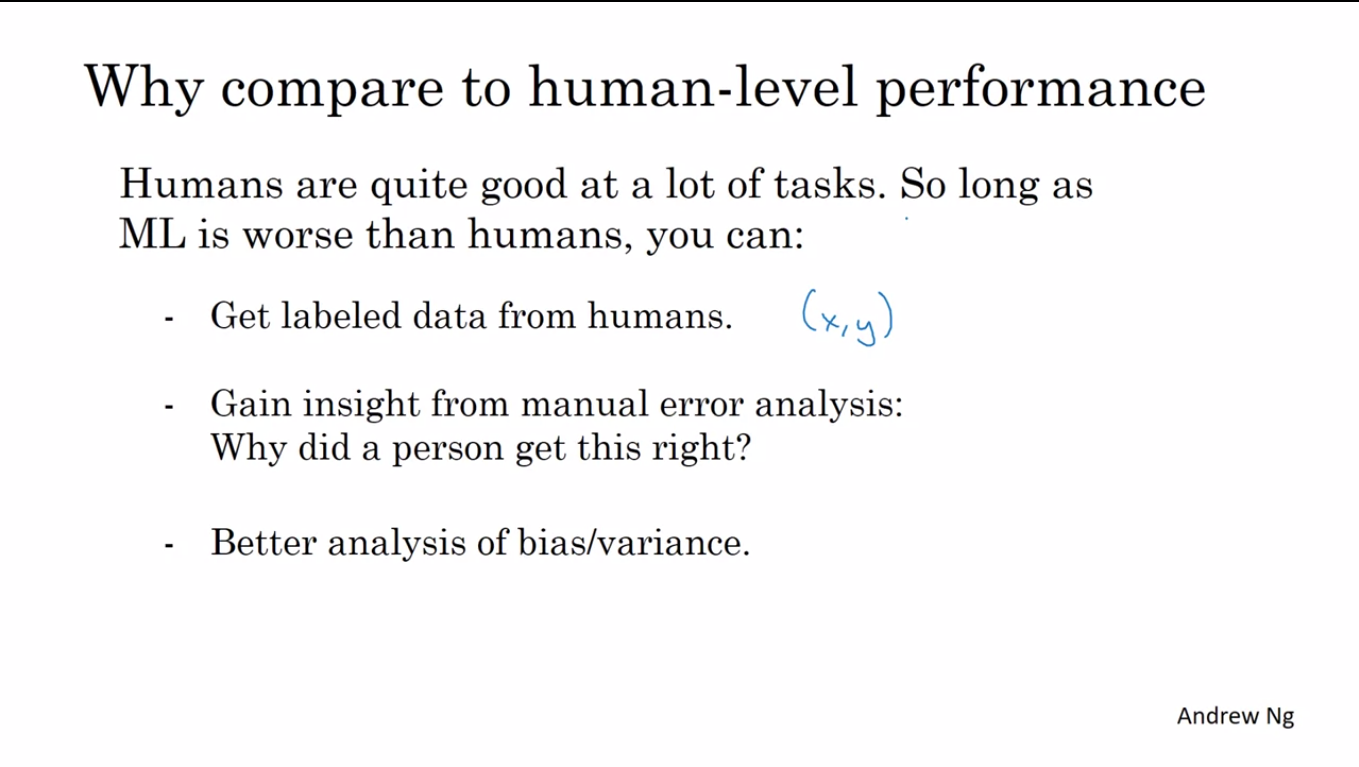 Why compare to human-level performance
Humans are quite good at a lot of tasks. So long as
ML is worse than humans, you can:
- Get labeled data from humans. (x,y)
- Gain insight from manual error analysis:
Why did a person get this right?
- Better analysis of bias/variance.
Andrew Ng